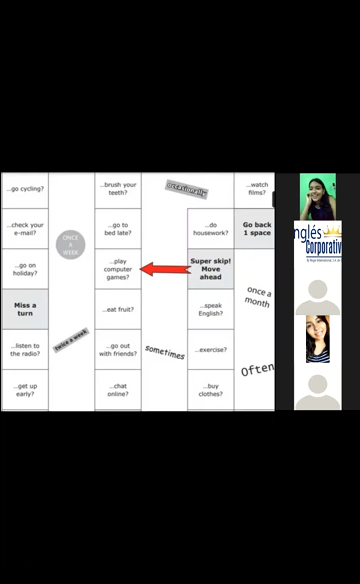 ...go cycling?
...brush your
teeth?
occasionally
...watch
films?
...check your
e-mail?
ONCE
A
WEEK
...go to
bed late?
...do
housework?
Go back
1 space
...go on
holiday?
...play
computer
games?
Super skip!
Move
ahead
once a
month
Miss a
turn
...eat fruit?
...speak
English?
...listen to
the radio?
twice a week
...go out
with friends?
sometimes
...exercise?
Often
...get up
early?
...chat
online?
...buy
clothes?
nglés
Corporativ